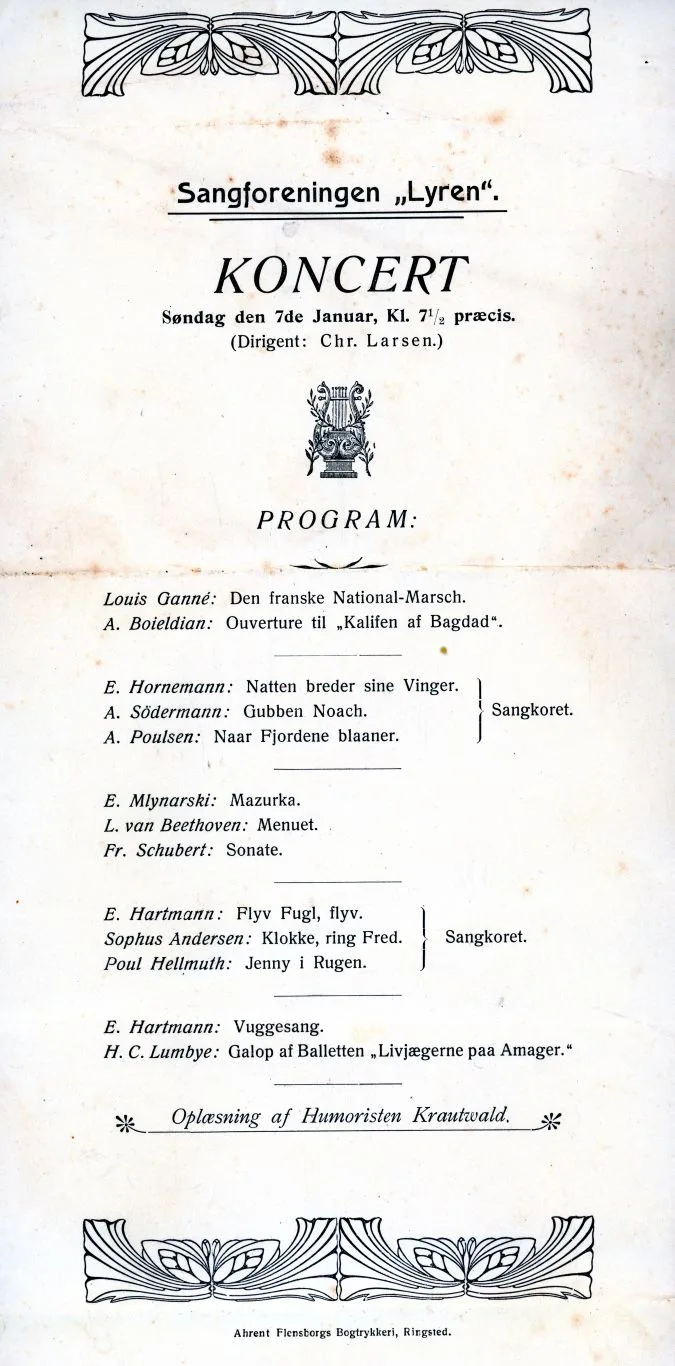 Sangforeningen „Lyren“.
KONCERT
Søndag den 7de Januar, Kl. 7½ præcis.
(Dirigent: Chr. Larsen.)
PROGRAM:
Louis Ganné: Den franske National-Marsch.
A. Boieldian: Ouverture til „Kalifen af Bagdad“.
E. Hornemann: Natten breder sine Vinger.
A. Södermann: Gubben Noach.
Sangkoret.
A. Poulsen: Naar Fjordene blaaner.
E. Mlynarski: Mazurka.
L. van Beethoven: Menuet.
Fr. Schubert: Sonate.
E. Hartmann: Flyv Fugl, flyv.
Sophus Andersen: Klokke, ring Fred.
Sangkoret.
Poul Hellmuth: Jenny i Rugen.
E. Hartmann: Vuggesang.
H. C. Lumbye: Galop af Balletten „Livjægerne paa Amager.“
Oplæsning af Humoristen Krautwald.
Ahrent Flensborgs Bogtrykkeri, Ringsted.